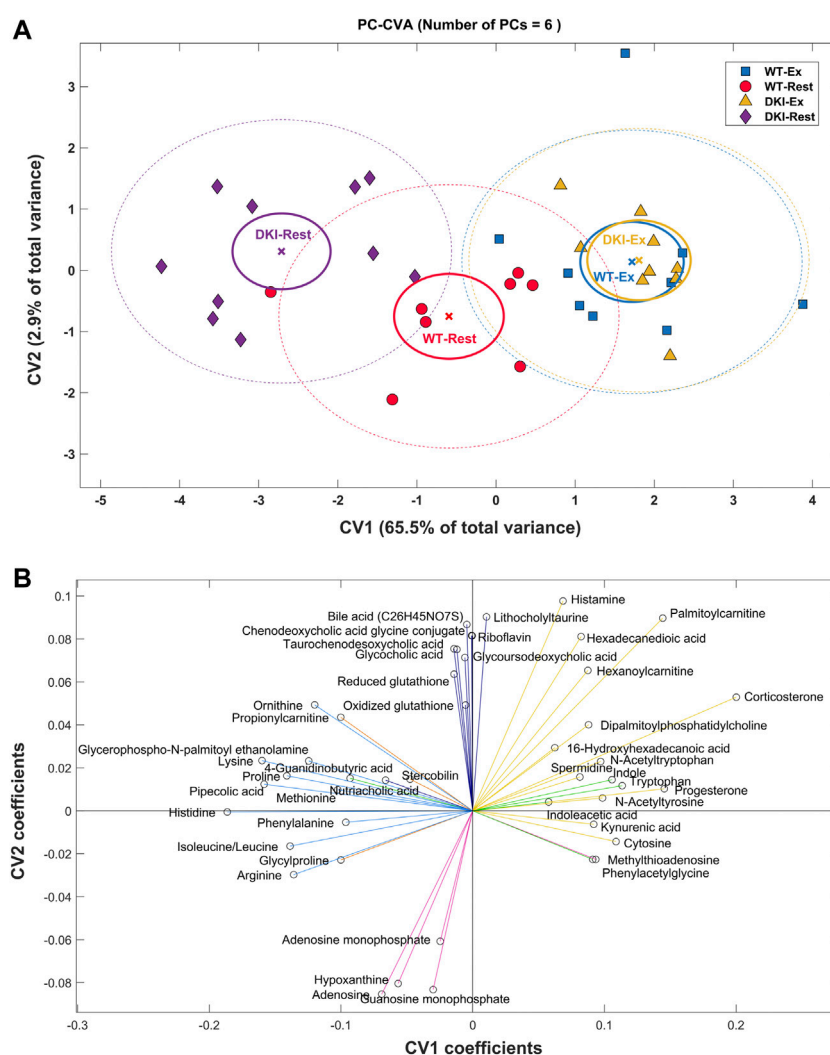 A
PC-CVA (Number of PCs = 6 )
WT-Ex
WT-Rest
DKI-Ex
DKI-Rest
3
2
1
0
-1
-2
-3
CV2 (2.9% of total variance)
DKI-Rest
WT-Rest
DKI-Ex
WT-Ex
-5 -4 -3 -2 -1 0 1 2 3 4
CV1 (65.5% of total variance)
B
0.1
0.08
0.06
0.04
0.02
0
-0.02
-0.04
-0.06
-0.08
CV2 coefficients
Histamine
Bile acid (C26H45NO7S)
Lithocholyltaurine
Palmitoylcarnitine
Chenodeoxycholic acid glycine conjugate
Riboflavin
Hexadecanedioic acid
Taurochenodesoxycholic acid
Glycocholic acid
Glycoursodeoxycholic acid
Reduced glutathione
Hexanoylcarnitine
Corticosterone
Ornithine
Oxidized glutathione
Propionylcarnitine
Dipalmitoylphosphatidylcholine
Glycerophospho-N-palmitoyl ethanolamine
16-Hydroxyhexadecanoic acid
Lysine
N-Acetyltryptophan
4-Guanidinobutyric acid
Spermidine
Indole
Proline
Stercobilin
Tryptophan
Pipecolic acid
Nutriacholic acid
Progesterone
Methionine
N-Acetyltyrosine
Histidine
Indoleacetic acid
Phenylalanine
Kynurenic acid
Isoleucine/Leucine
Cytosine
Glycylproline
Methylthioadenosine
Arginine
Phenylacetylglycine
Adenosine monophosphate
Hypoxanthine
Adenosine
Guanosine monophosphate
-0.3 -0.2 -0.1 0 0.1 0.2
CV1 coefficients